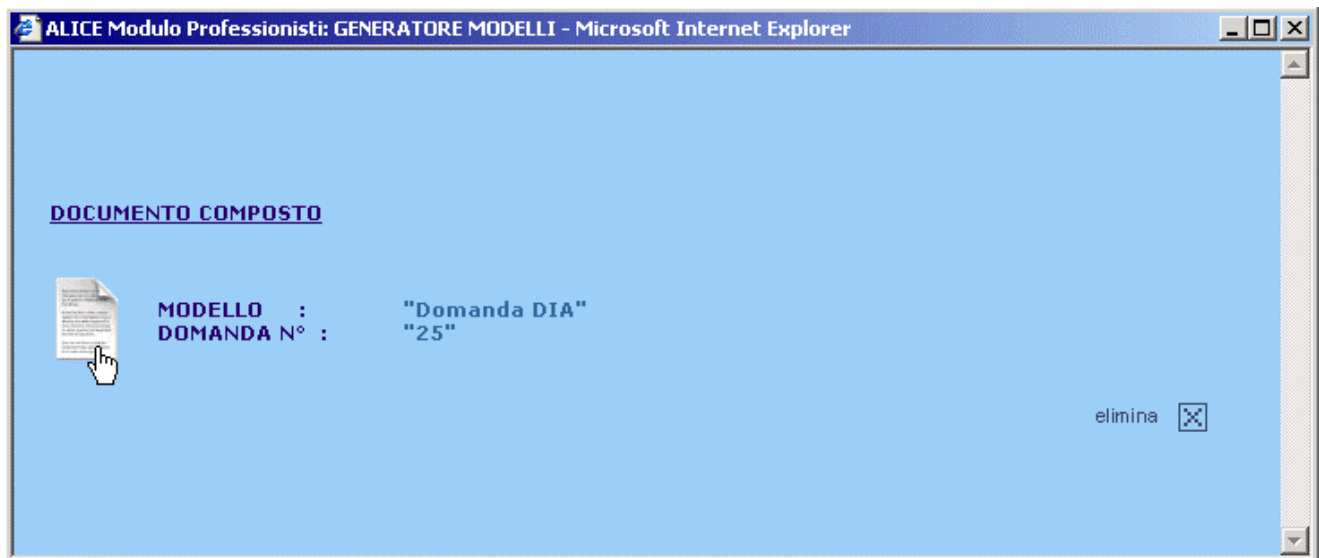 ALICE Modulo Professionisti: GENERATORE MODELLI - Microsoft Internet Explorer
DOCUMENTO COMPOSTO
MODELLO : "Domanda DIA"
DOMANDA N° : "25"
elimina